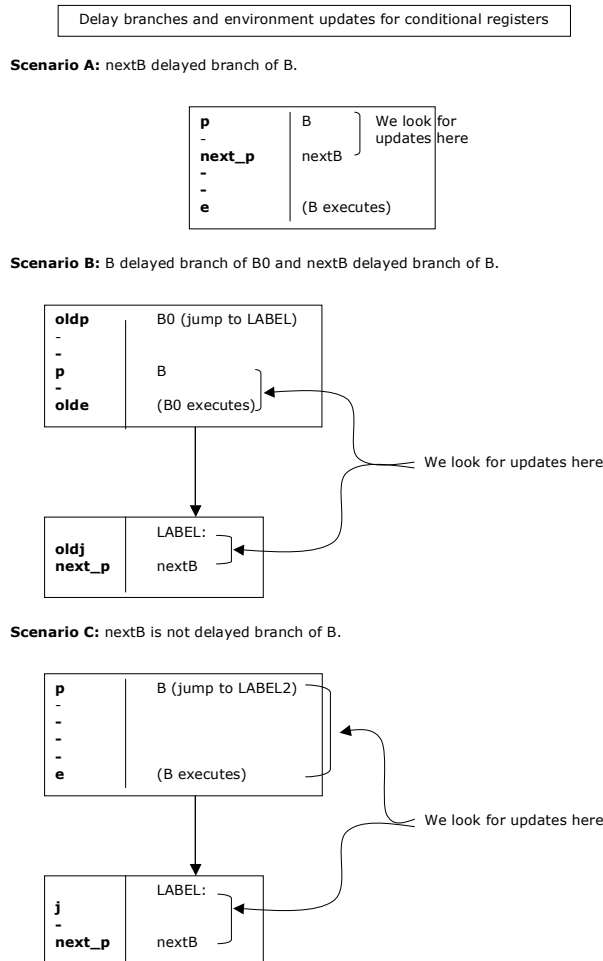 Delay branches and environment updates for conditional registers
Scenario A: nextB delayed branch of B.
p B We look for
- updates here
next_p nextB
-
-
e (B executes)
Scenario B: B delayed branch of B0 and nextB delayed branch of B.
oldp B0 (jump to LABEL)
-
-
p B
-
olde (B0 executes)
We look for updates here
LABEL:
oldj
next_p nextB
Scenario C: nextB is not delayed branch of B.
p B (jump to LABEL2)
-
-
-
-
e (B executes)
We look for updates here
LABEL:
j
-
next_p nextB